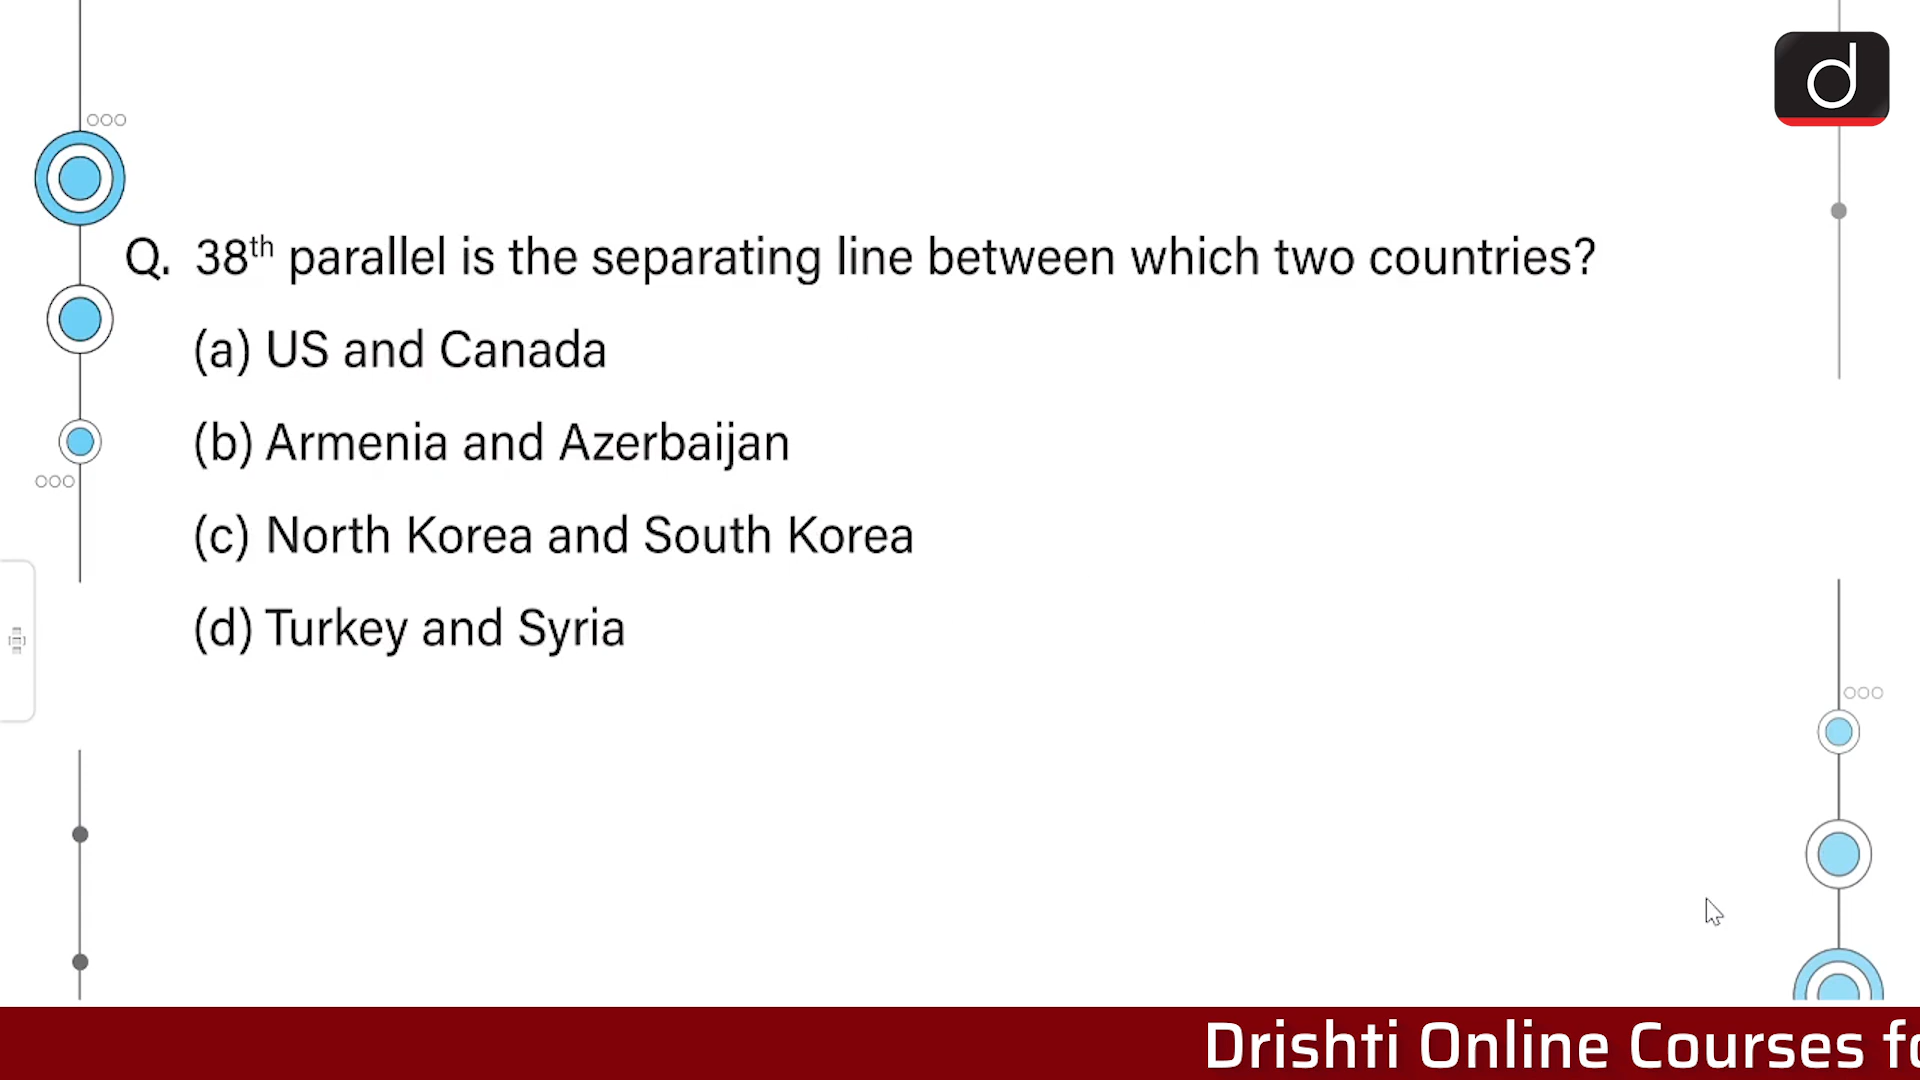 d
Q. 38th parallel is the separating line between which two countries?
(a) US and Canada
(b) Armenia and Azerbaijan
(c) North Korea and South Korea
(d) Turkey and Syria
Drishti Online Courses fo